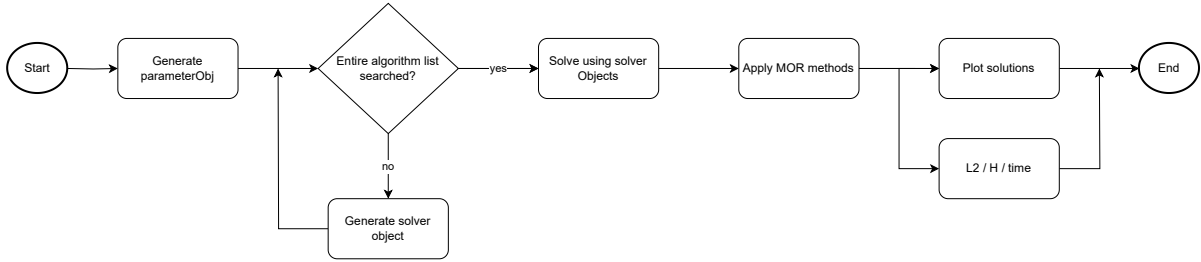 Start
Generate
parameterObj
Entire algorithm list
searched?
yes
Solve using solver
Objects
Apply MOR methods
Plot solutions
End
L2 / H / time
no
Generate solver
object